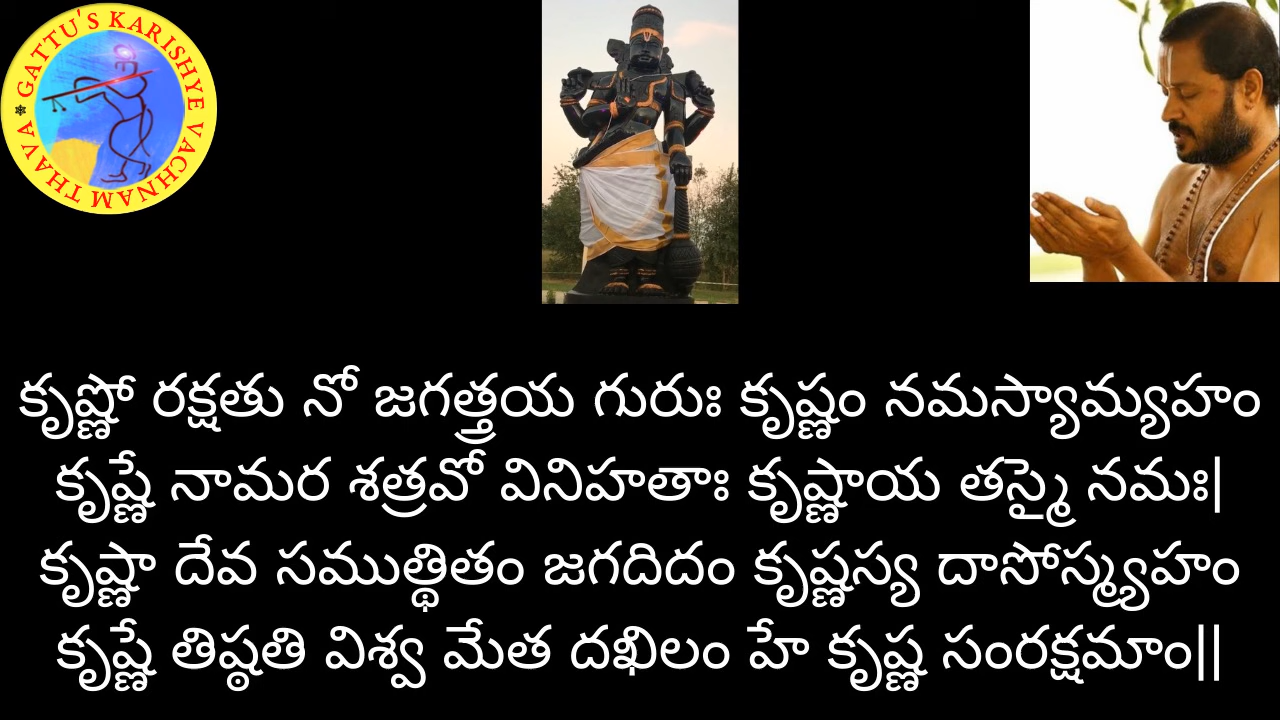 GATTU'S KARISHYE VACHNAM THAVA
కృష్ణో రక్షతు నో జగత్త్రయ గురుః కృష్ణం నమస్యామ్యహం
కృష్ణే నామర శత్రవో వినిహతాః కృష్ణాయ తస్మై నమః|
కృష్ణా దేవ సముత్థితం జగదిదం కృష్ణస్య దాసోస్మ్యహం
కృష్ణే తిష్ఠతి విశ్వ మేత దఖిలం హే కృష్ణ సంరక్షమాం||